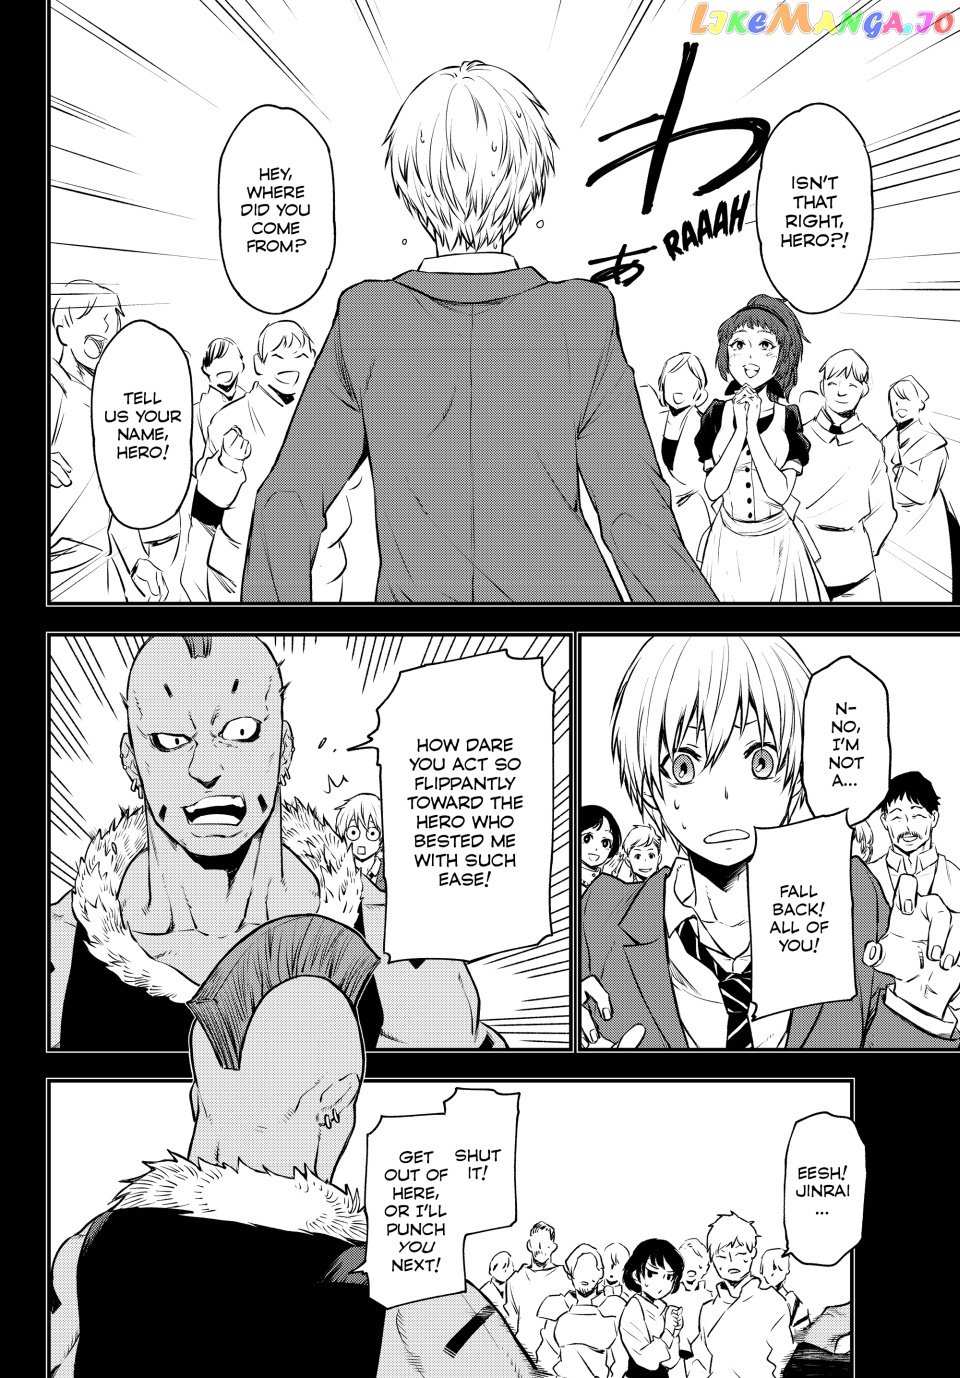 LIKEMANGA.IO
ISN'T
THAT
RIGHT,
HERO?!
わ
ぁ
RAAAH
HEY,
WHERE
DID YOU
COME
FROM?
TELL
US YOUR
NAME,
HERO!
N-
NO,
I'M
NOT
A...
FALL
BACK!
ALL OF
YOU!
HOW DARE
YOU ACT SO
FLIPPANTLY
TOWARD THE
HERO WHO
BESTED ME
WITH SUCH
EASE!
EESH!
JINRAI
...
SHUT
IT!
GET
OUT OF
HERE,
OR I'LL
PUNCH
YOU
NEXT!